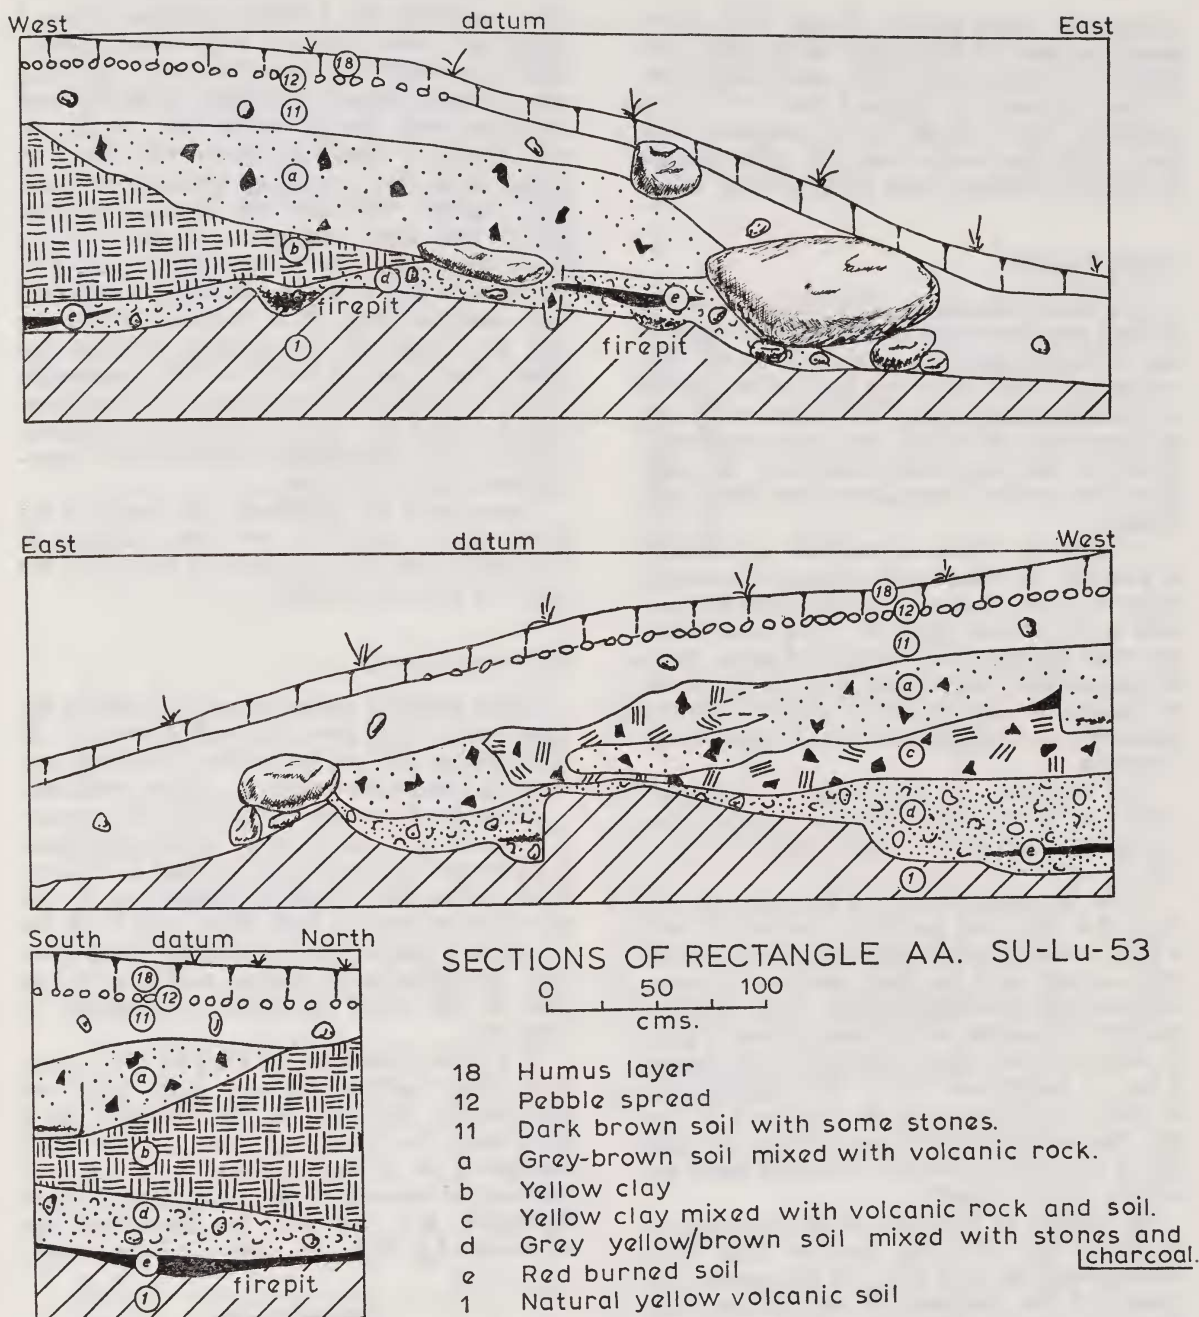 West datum East
18
12
11
a
b
d
e firepit e
firepit
1
East datum West
18
12
11
a
c
d
e
1
South datum North
18
12
11
a
b
d
e
firepit
1
SECTIONS OF RECTANGLE AA. SU-Lu-53
0 50 100
cms.
18 Humus layer
12 Pebble spread
11 Dark brown soil with some stones.
a Grey-brown soil mixed with volcanic rock.
b Yellow clay
c Yellow clay mixed with volcanic rock and soil.
d Grey yellow/brown soil mixed with stones and
charcoal.
e Red burned soil
1 Natural yellow volcanic soil